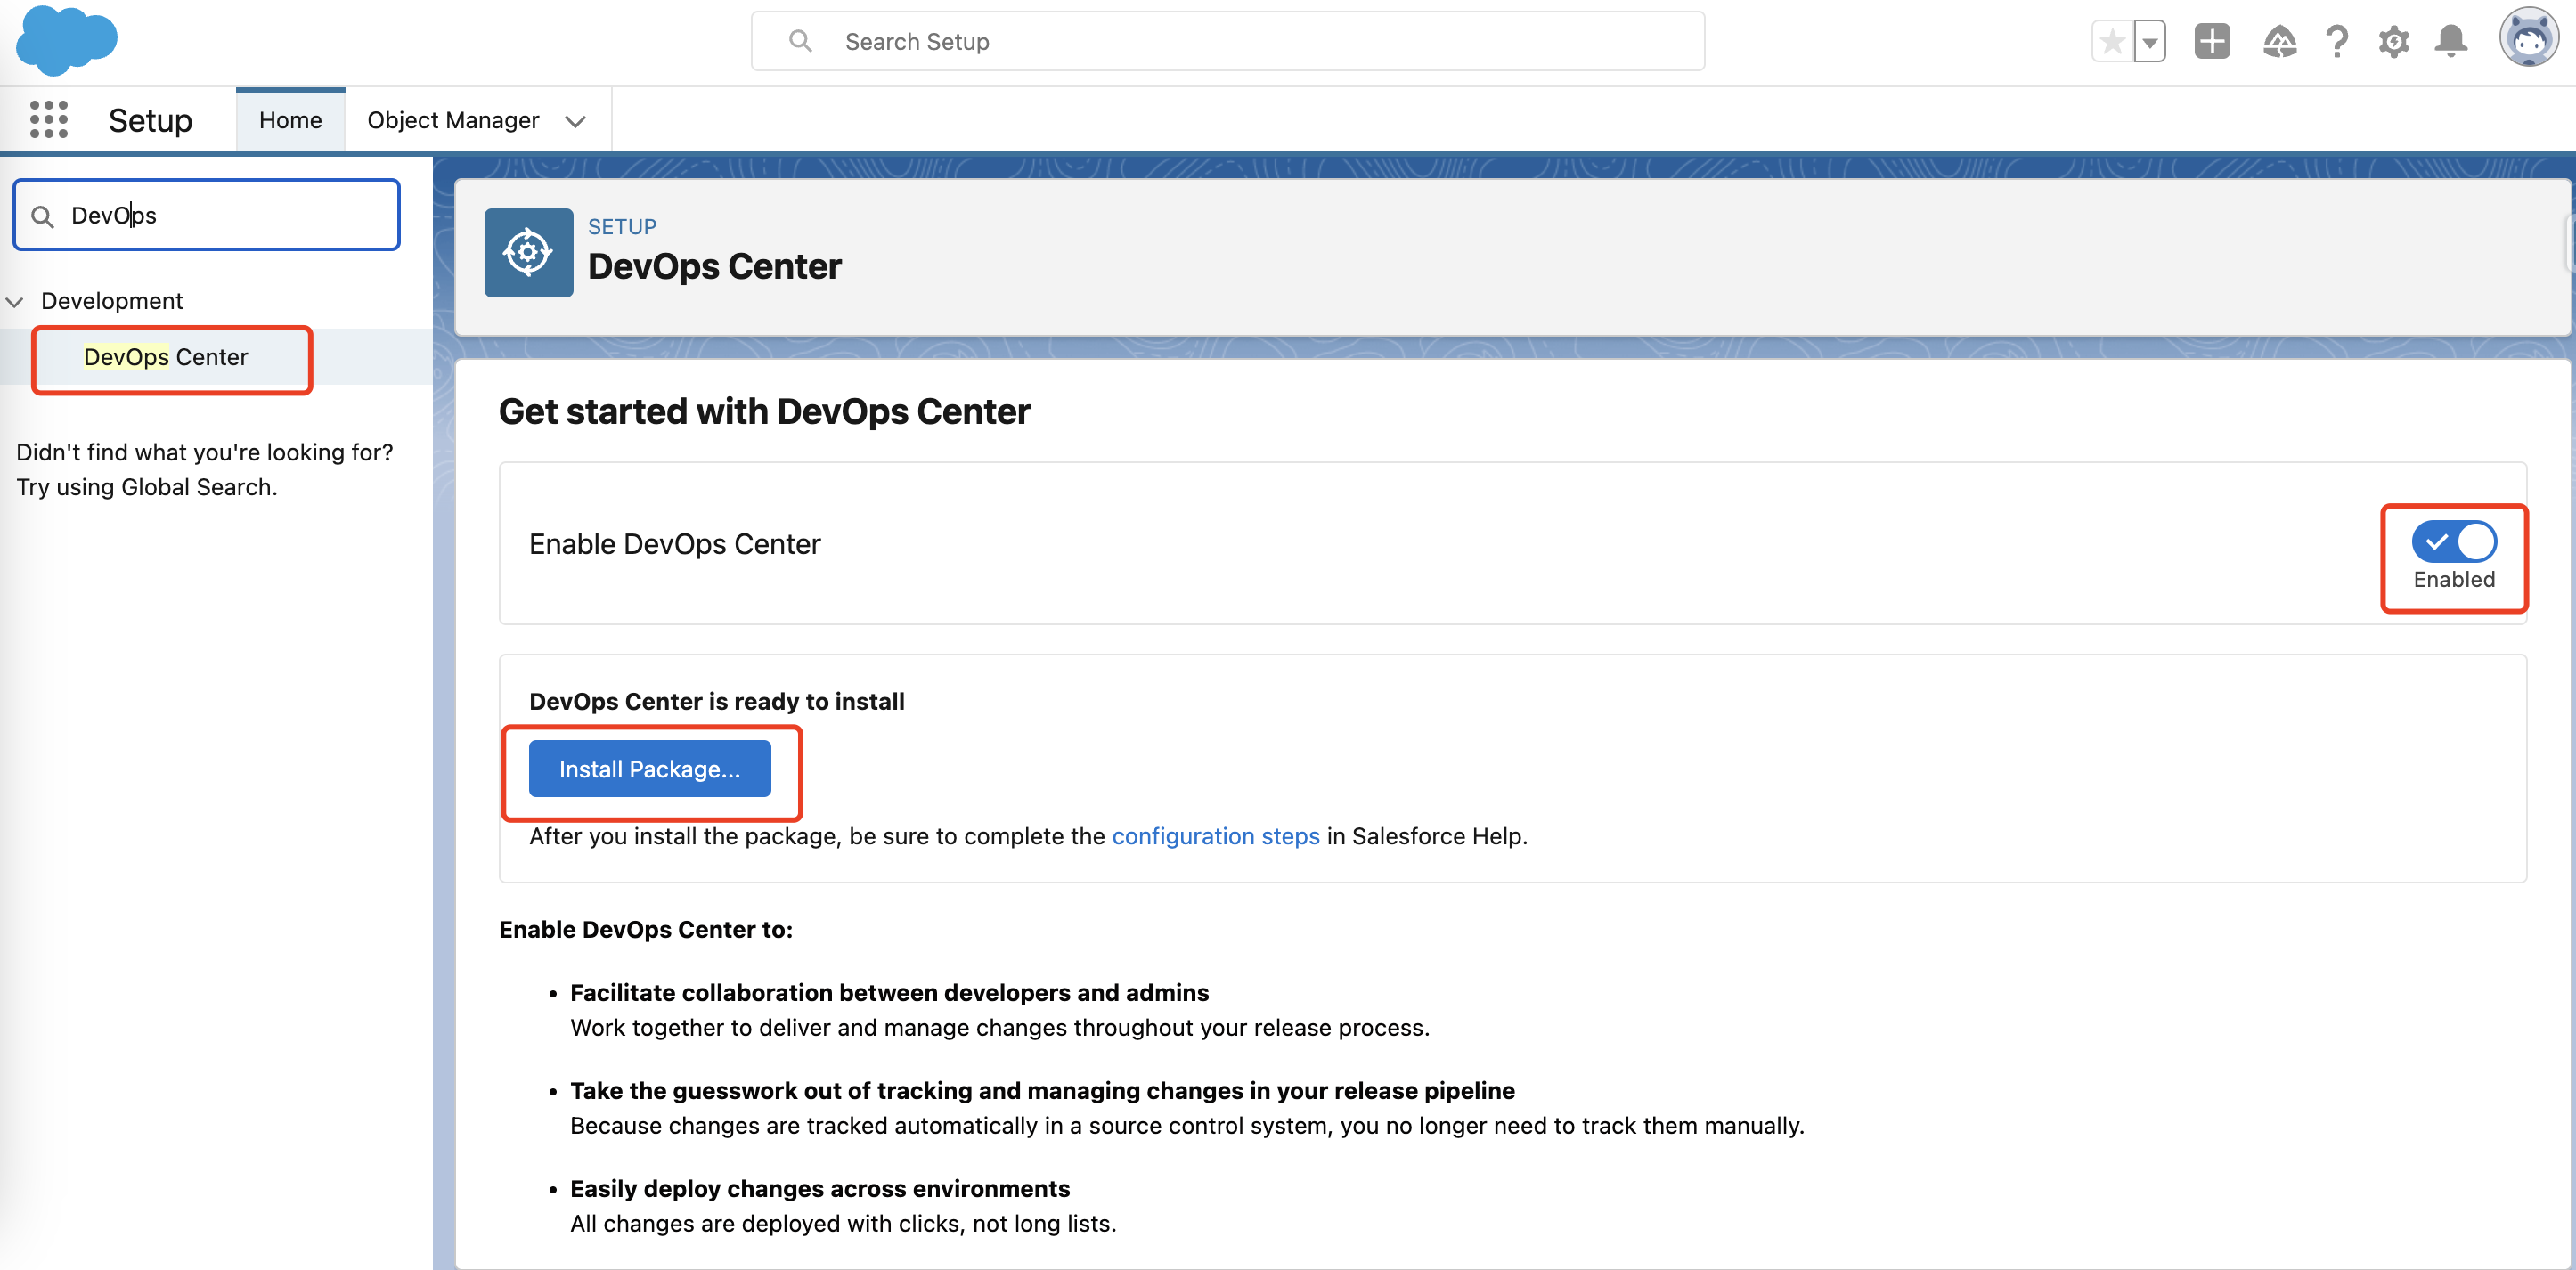 Search Setup
Setup
Home
Object Manager
DevOps
Development
DevOps Center
Didn't find what you're looking for?
Try using Global Search.
SETUP
DevOps Center
Get started with DevOps Center
Enable DevOps Center
Enabled
DevOps Center is ready to install
Install Package...
After you install the package, be sure to complete the configuration steps in Salesforce Help.
Enable DevOps Center to:
• Facilitate collaboration between developers and admins
Work together to deliver and manage changes throughout your release process.
• Take the guesswork out of tracking and managing changes in your release pipeline
Because changes are tracked automatically in a source control system, you no longer need to track them manually.
• Easily deploy changes across environments
All changes are deployed with clicks, not long lists.